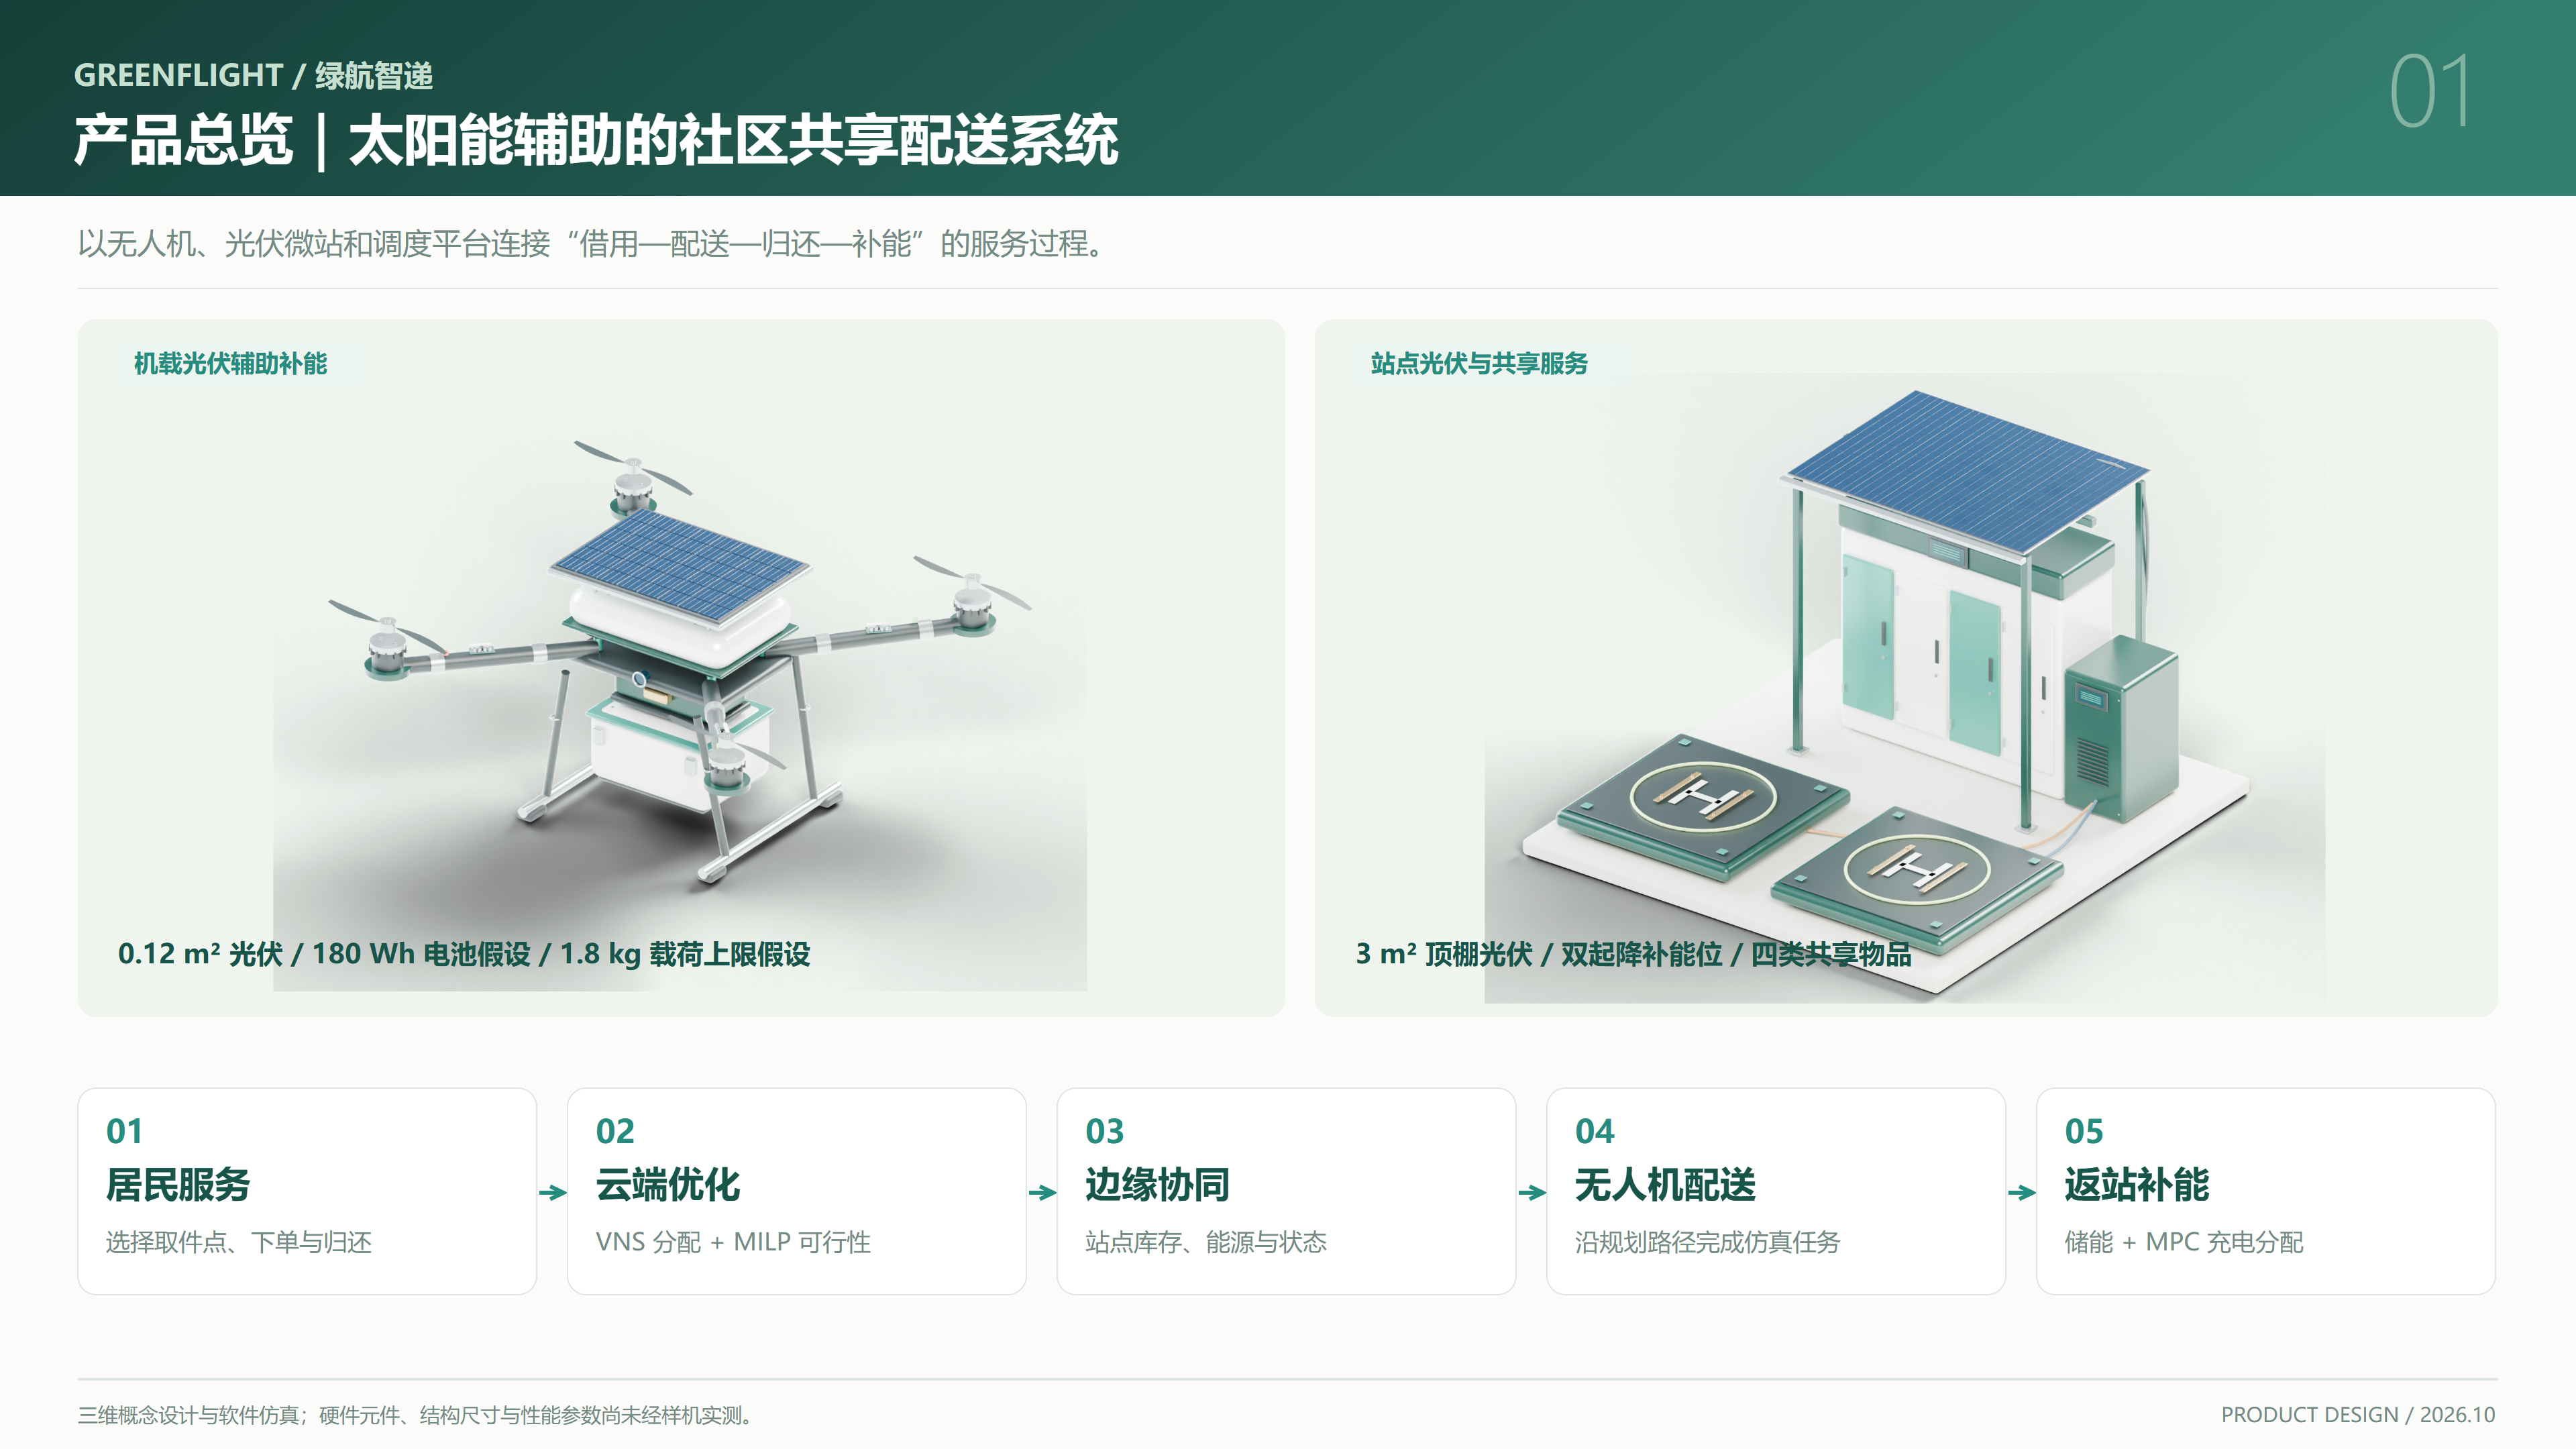 GREENFLIGHT / 绿航智递
01
产品总览｜太阳能辅助的社区共享配送系统
以无人机、光伏微站和调度平台连接“借用—配送—归还—补能”的服务过程。
机载光伏辅助补能
0.12 m² 光伏 / 180 Wh 电池假设 / 1.8 kg 载荷上限假设
站点光伏与共享服务
H
H
3 m² 顶棚光伏 / 双起降补能位 / 四类共享物品
01
居民服务
选择取件点、下单与归还
02
云端优化
VNS 分配 + MILP 可行性
03
边缘协同
站点库存、能源与状态
04
无人机配送
沿规划路径完成仿真任务
05
返站补能
储能 + MPC 充电分配
三维概念设计与软件仿真；硬件元件、结构尺寸与性能参数尚未经样机实测。
PRODUCT DESIGN / 2026.10